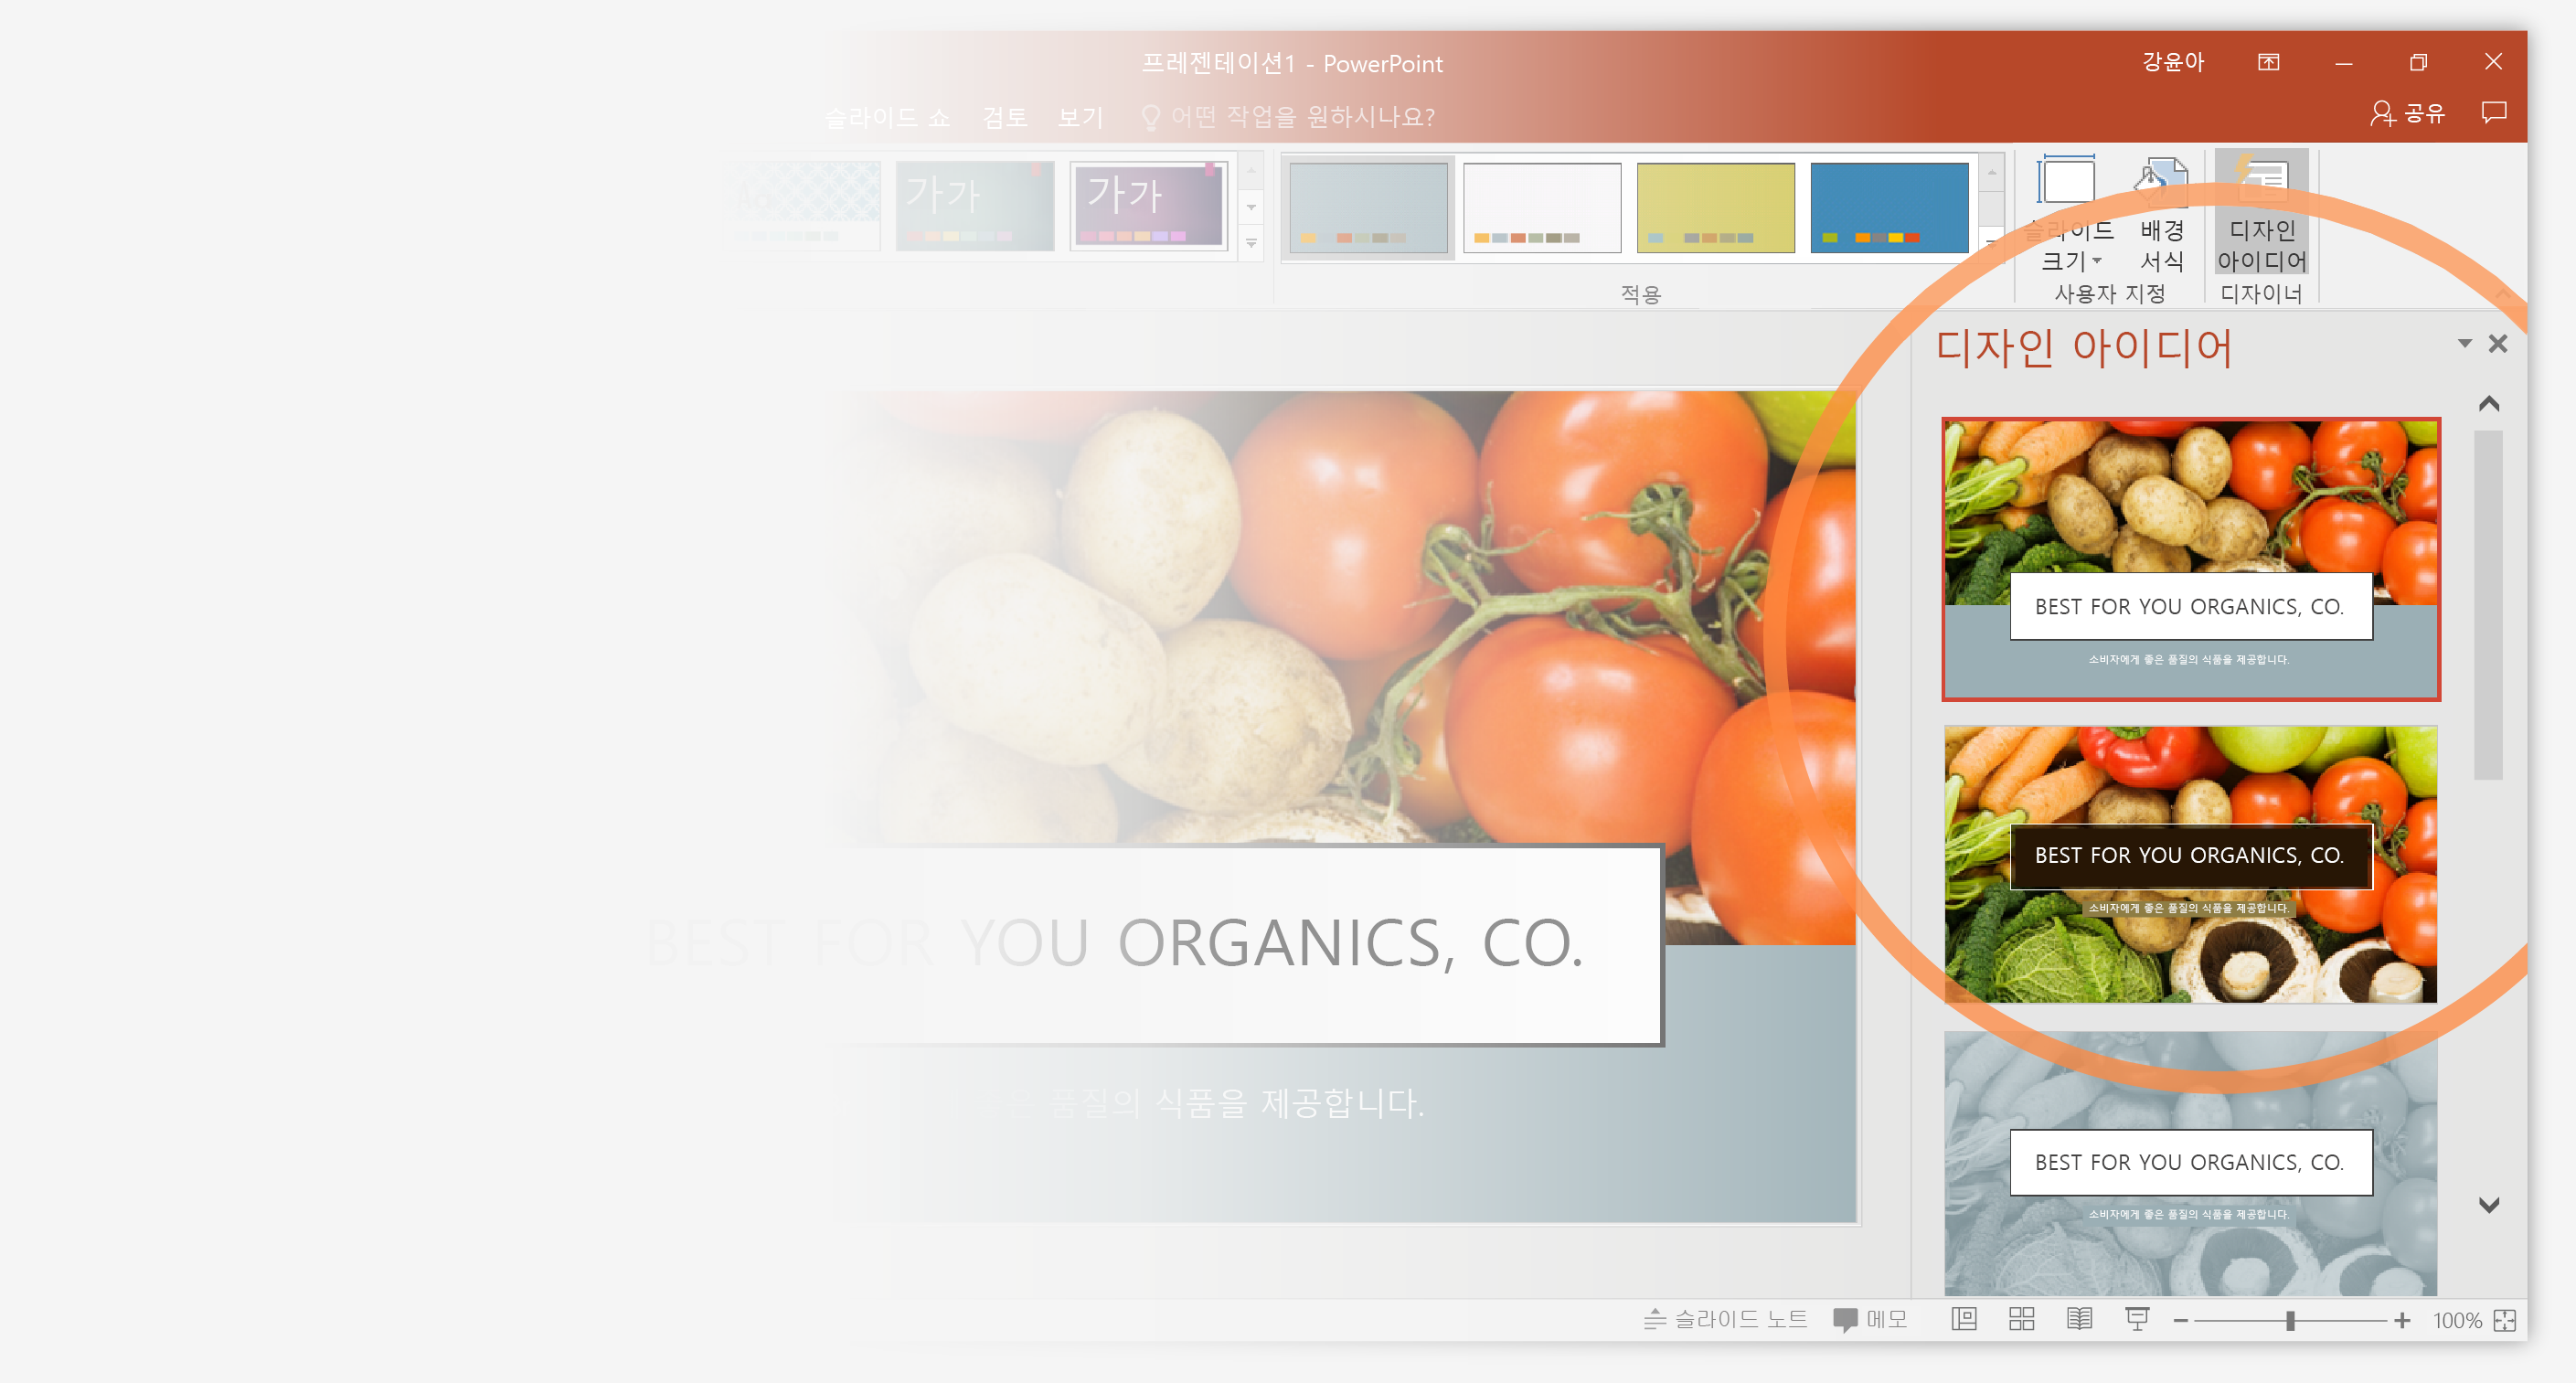 프레젠테이션1 - PowerPoint
강윤아
슬라이드 쇼
검토
보기
어떤 작업을 원하시나요?
공유
가가
가가
적용
슬라이드
크기
배경
서식
사용자 지정
디자인
아이디어
디자이너
BEST FOR YOU ORGANICS, CO.
은 품질의 식품을 제공합니다.
디자인 아이디어
BEST FOR YOU ORGANICS, CO.
소비자에게 좋은 품질의 식품을 제공합니다.
BEST FOR YOU ORGANICS, CO.
소비자에게 좋은 품질의 식품을 제공합니다.
BEST FOR YOU ORGANICS, CO.
소비자에게 좋은 품질의 식품을 제공합니다.
슬라이드 노트
메모
100%